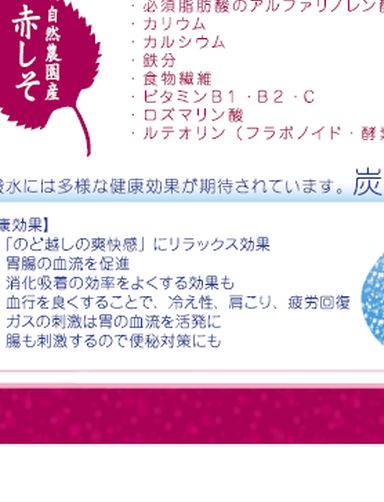 自然農園産
赤しそ
・必須脂肪酸のアルファリノレン
・カリウム
・カルシウム
・鉄分
・食物繊維
・ビタミンB1・B2・C
・ロズマリン酸
・ルテオリン（フラボノイド・酵
水には多様な健康効果が期待されています。炭
康効果】
「のど越しの爽快感」にリラックス効果
胃腸の血流を促進
消化吸着の効率をよくする効果も
血行を良くすることで、冷え性、肩こり、疲労回復
ガスの刺激は胃の血流を活発に
腸も刺激するので便秘対策にも